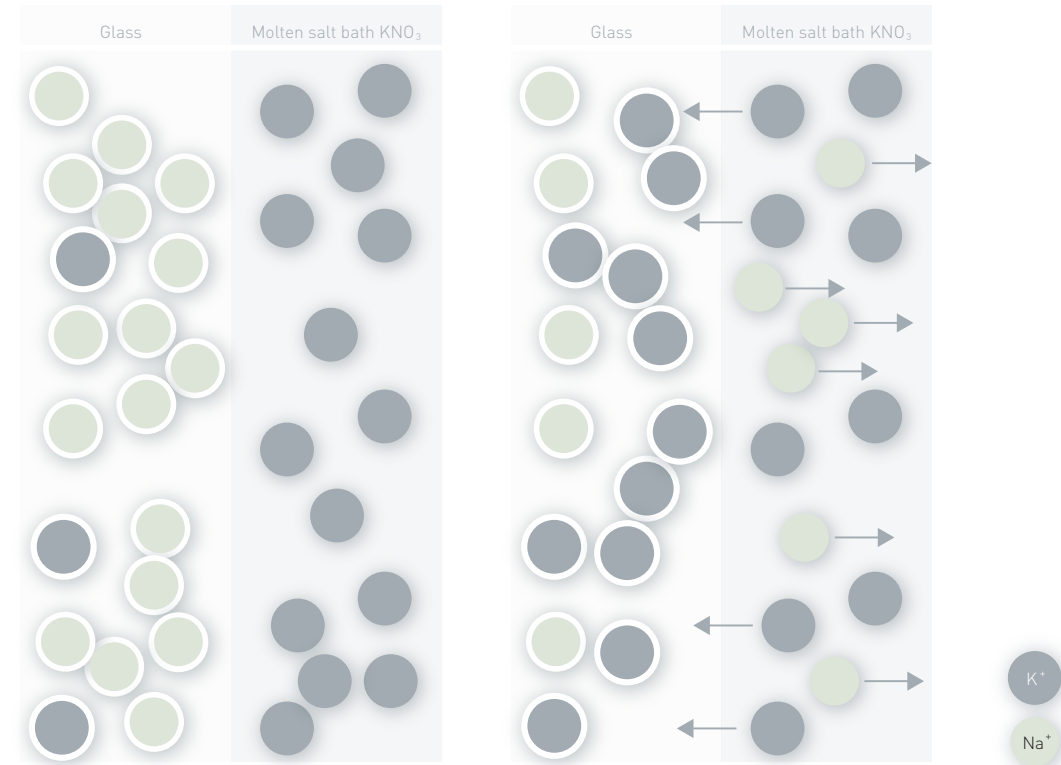 Glass
Molten salt bath KNO₃
Glass
Molten salt bath KNO₃
K⁺
Na⁺